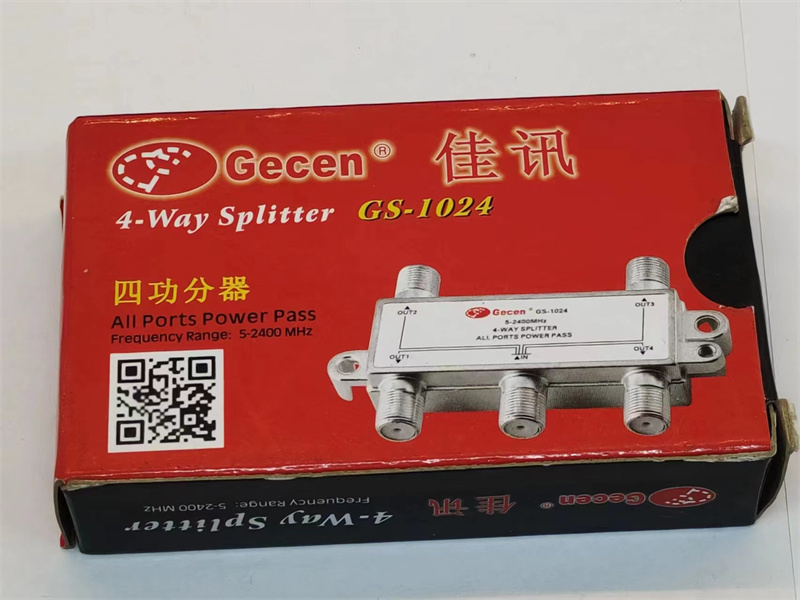 Gecen® 佳讯
4-Way Splitter GS-1024
四功分器
All Ports Power Pass
Frequency Range: 5-2400 MHz
Gecen® GS-1024
5-2400MHz
4-WAY SPLITTER
ALL PORTS POWER PASS
OUT2
OUT3
OUT1
IN
OUT4
Gecen® 佳讯
4-Way Splitter
Frequency Range: 5-2400 MHz